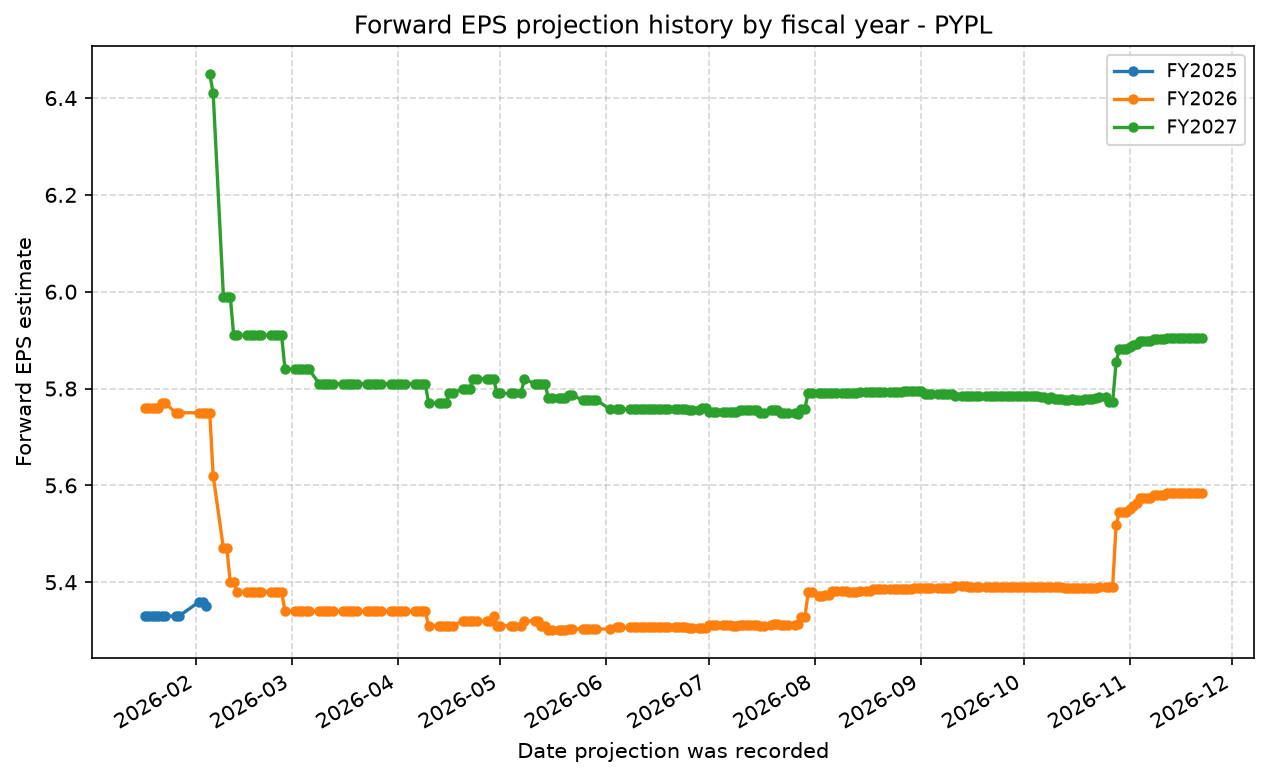 Forward EPS projection history by fiscal year - PYPL
FY2025
FY2026
FY2027
Forward EPS estimate
6.4
6.2
6.0
5.8
5.6
5.4
2026-02
2026-03
2026-04
2026-05
2026-06
2026-07
2026-08
2026-09
2026-10
2026-11
2026-12
Date projection was recorded